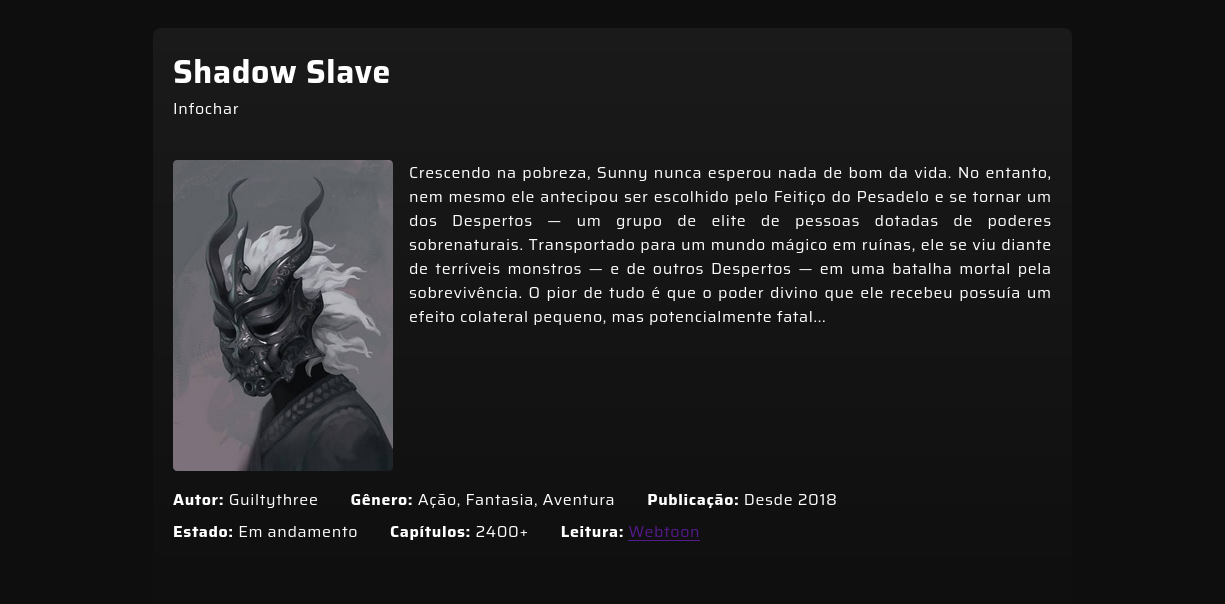 Shadow Slave
Infochar
Crescendo na pobreza, Sunny nunca esperou nada de bom da vida. No entanto,
nem mesmo ele antecipou ser escolhido pelo Feitiço do Pesadelo e se tornar um
dos Despertos — um grupo de elite de pessoas dotadas de poderes
sobrenaturais. Transportado para um mundo mágico em ruínas, ele se viu diante
de terríveis monstros — e de outros Despertos — em uma batalha mortal pela
sobrevivência. O pior de tudo é que o poder divino que ele recebeu possuía um
efeito colateral pequeno, mas potencialmente fatal...
Autor: Guiltythree Gênero: Ação, Fantasia, Aventura Publicação: Desde 2018
Estado: Em andamento Capítulos: 2400+ Leitura: Webtoon